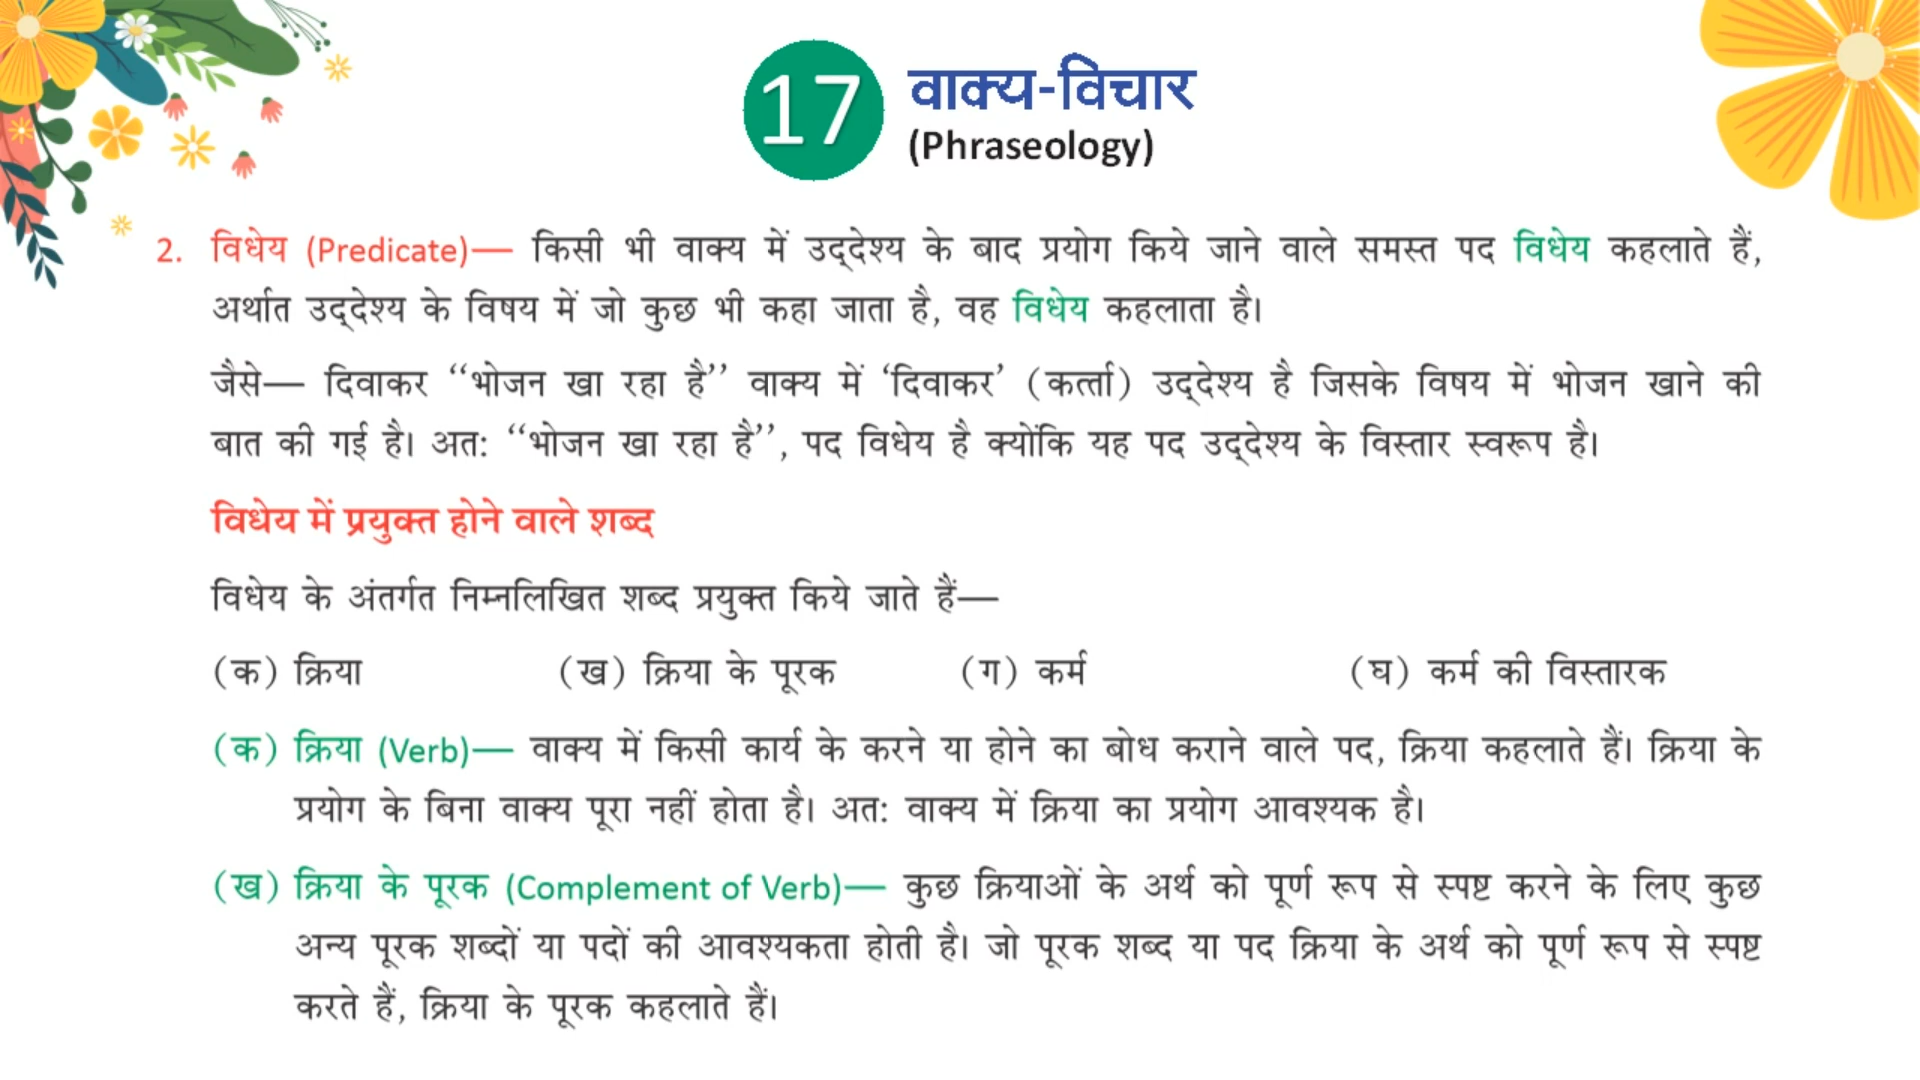 17 वाक्य-विचार
(Phraseology)
2. विधेय (Predicate)— किसी भी वाक्य में उद्‌देश्य के बाद प्रयोग किये जाने वाले समस्त पद विधेय कहलाते हैं,
अर्थात उद्‌देश्य के विषय में जो कुछ भी कहा जाता है, वह विधेय कहलाता है।
जैसे— दिवाकर ‘‘भोजन खा रहा है’’ वाक्य में ‘दिवाकर’ (कर्त्ता) उद्‌देश्य है जिसके विषय में भोजन खाने की
बात की गई है। अत: ‘‘भोजन खा रहा है’’, पद विधेय है क्योंकि यह पद उद्‌देश्य के विस्तार स्वरूप है।
विधेय में प्रयुक्त होने वाले शब्द
विधेय के अंतर्गत निम्नलिखित शब्द प्रयुक्त किये जाते हैं—
(क) क्रिया (ख) क्रिया के पूरक (ग) कर्म (घ) कर्म की विस्तारक
(क) क्रिया (Verb)— वाक्य में किसी कार्य के करने या होने का बोध कराने वाले पद, क्रिया कहलाते हैं। क्रिया के
प्रयोग के बिना वाक्य पूरा नहीं होता है। अत: वाक्य में क्रिया का प्रयोग आवश्यक है।
(ख) क्रिया के पूरक (Complement of Verb)— कुछ क्रियाओं के अर्थ को पूर्ण रूप से स्पष्ट करने के लिए कुछ
अन्य पूरक शब्दों या पदों की आवश्यकता होती है। जो पूरक शब्द या पद क्रिया के अर्थ को पूर्ण रूप से स्पष्ट
करते हैं, क्रिया के पूरक कहलाते हैं।